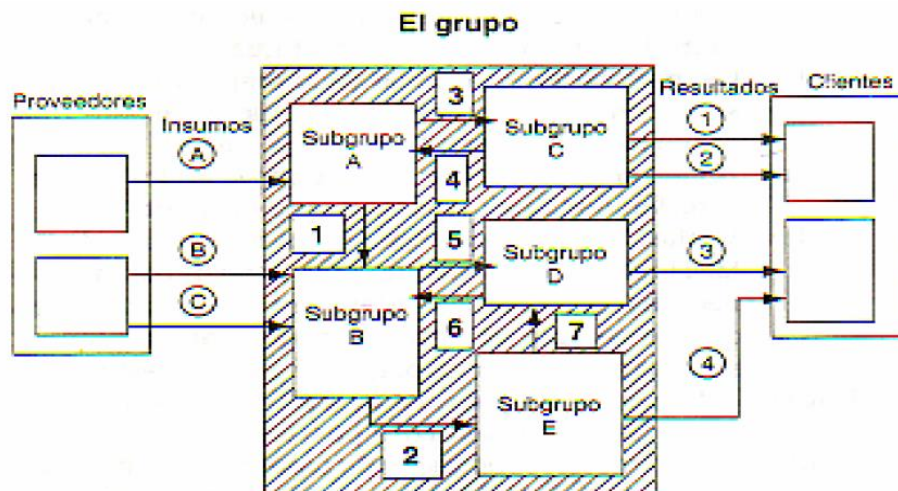 El grupo
Proveedores
Insumos
Resultados
Clientes
A
B
C
Subgrupo
A
Subgrupo
B
Subgrupo
C
Subgrupo
D
Subgrupo
E
1
2
3
4
5
6
7
1
2
3
4